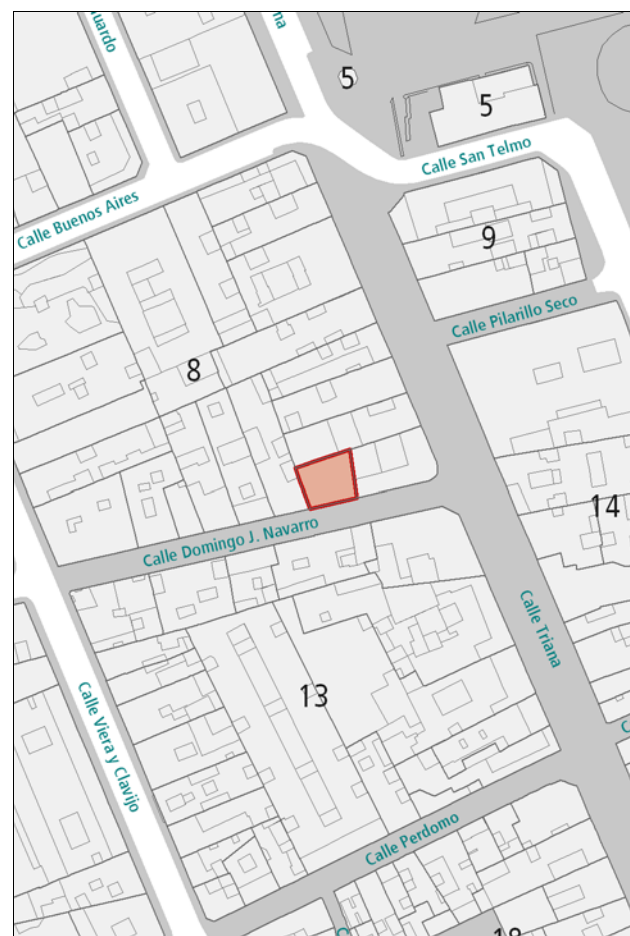 5
5
Calle San Telmo
Calle Buenos Aires
9
Calle Pilarillo Seco
8
14
Calle Domingo J. Navarro
Calle Triana
13
Calle Viera y Clavijo
Calle Perdomo